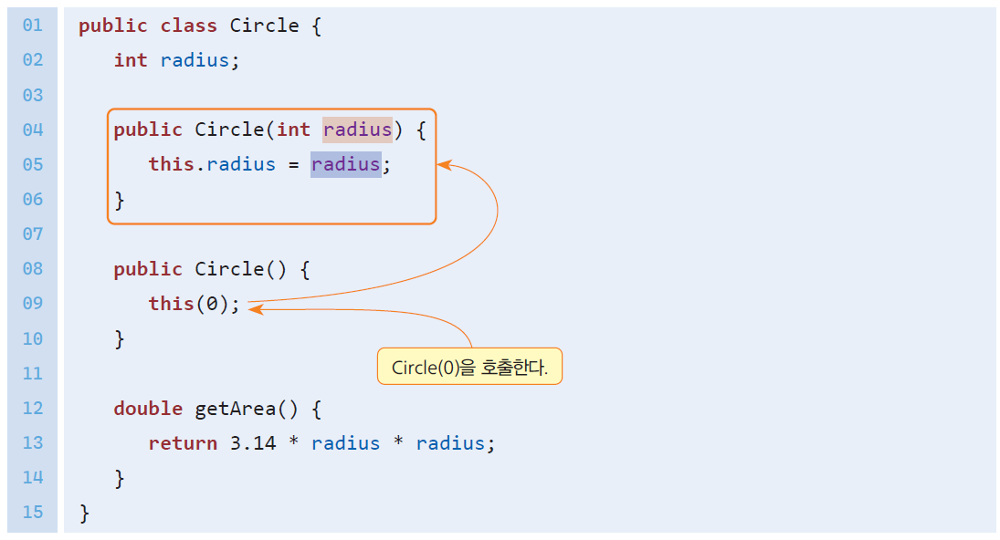 01 public class Circle {
02 int radius;
03
04 public Circle(int radius) {
05 this.radius = radius;
06 }
07
08 public Circle() {
09 this(0);
10 }
Circle(0)을 호출한다.
11
12 double getArea() {
13 return 3.14 * radius * radius;
14 }
15 }